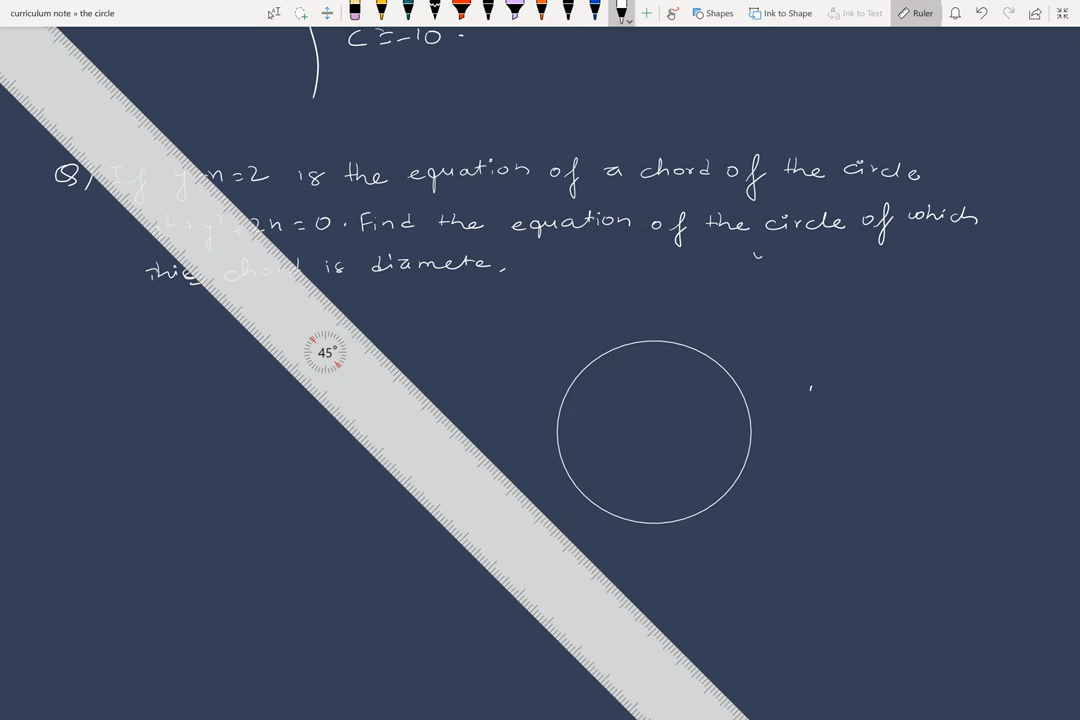 curriculum note » the circle
Shapes
Ink to Shape
Ink to Text
Ruler
C = -10.
Q) If y n = 2 is the equation of a chord of the circle
x² + y² + 2n = 0. Find the equation of the circle of which
this chord is diamete.
45°